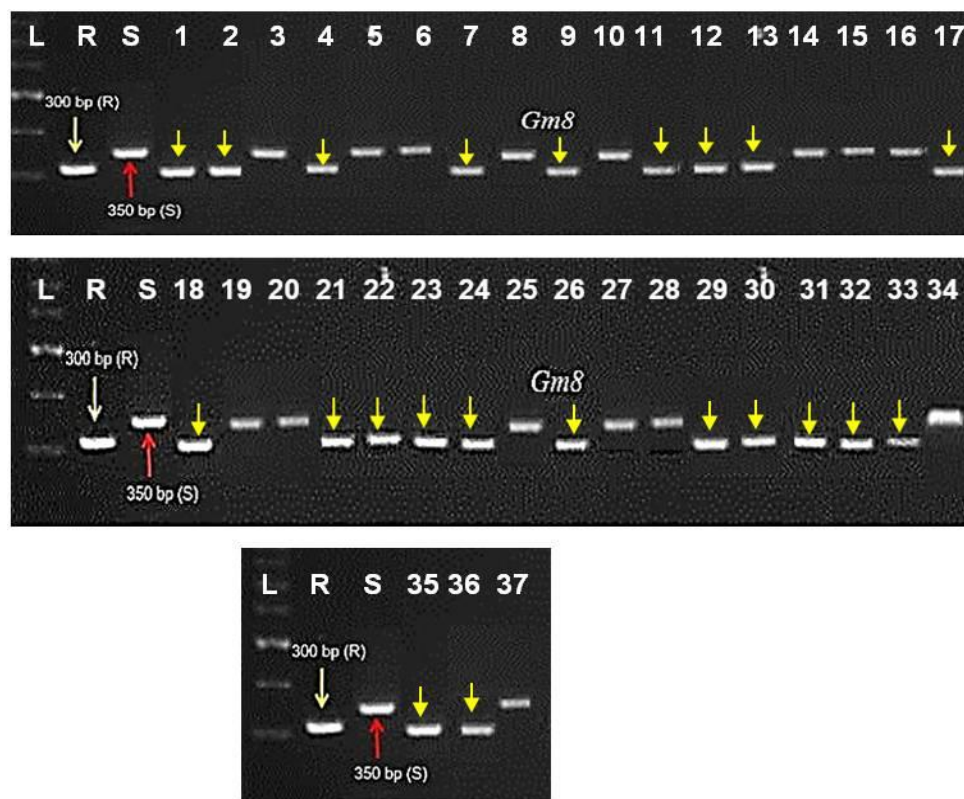 L R S 1 2 3 4 5 6 7 8 9 10 11 12 13 14 15 16 17
300 bp (R)
Gm8
350 bp (S)
L R S 18 19 20 21 22 23 24 25 26 27 28 29 30 31 32 33 34
300 bp (R)
Gm8
350 bp (S)
L R S 35 36 37
300 bp (R)
350 bp (S)